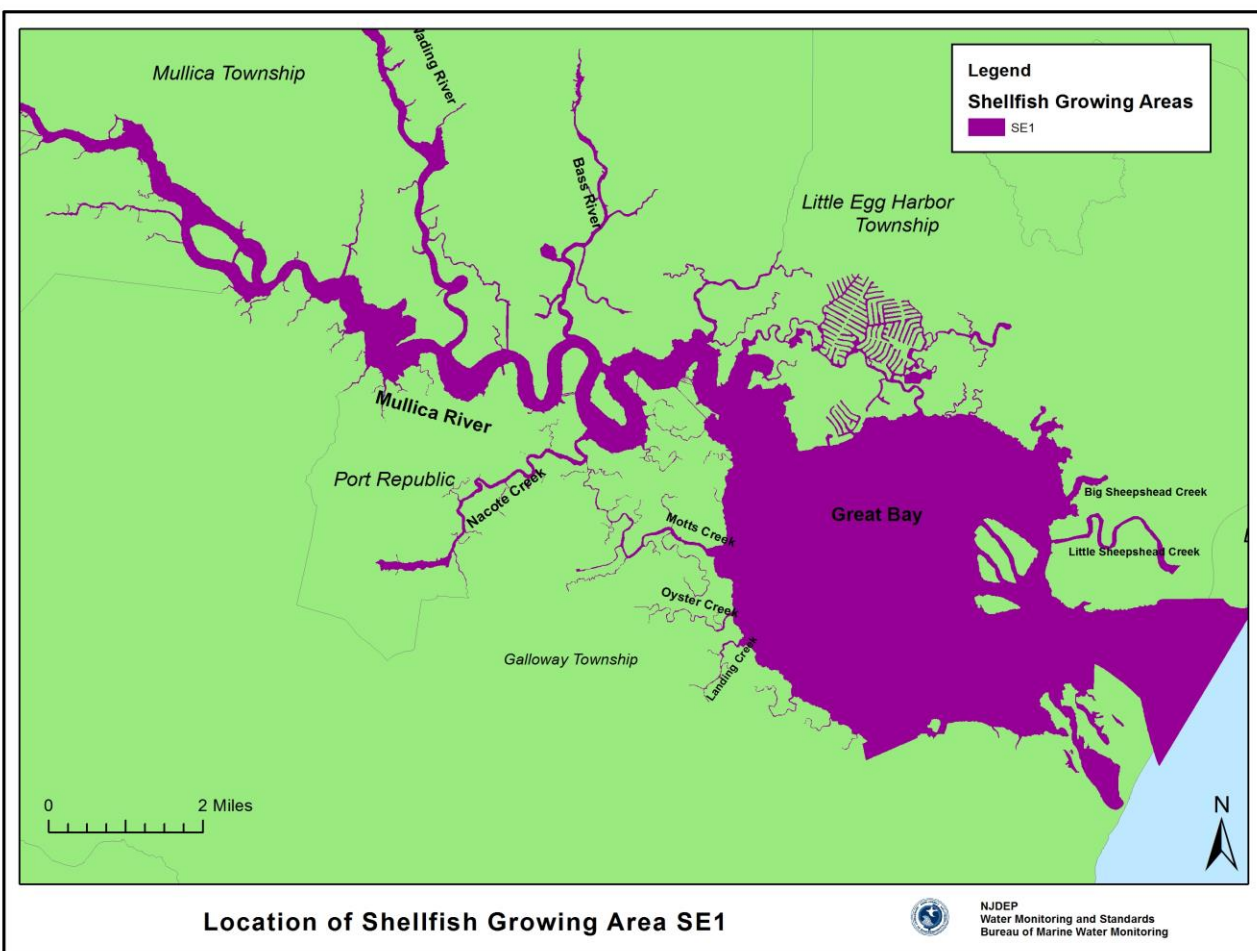 Mullica Township
Wading River
Legend
Shellfish Growing Areas
SE1
Bass River
Little Egg Harbor
Township
Mullica River
Port Republic
Nacote Creek
Big Sheepshead Creek
Great Bay
Motts Creek
Little Sheepshead Creek
Oyster Creek
Galloway Township
Landing Creek
0 2 Miles
N
Location of Shellfish Growing Area SE1
NJDEP
Water Monitoring and Standards
Bureau of Marine Water Monitoring